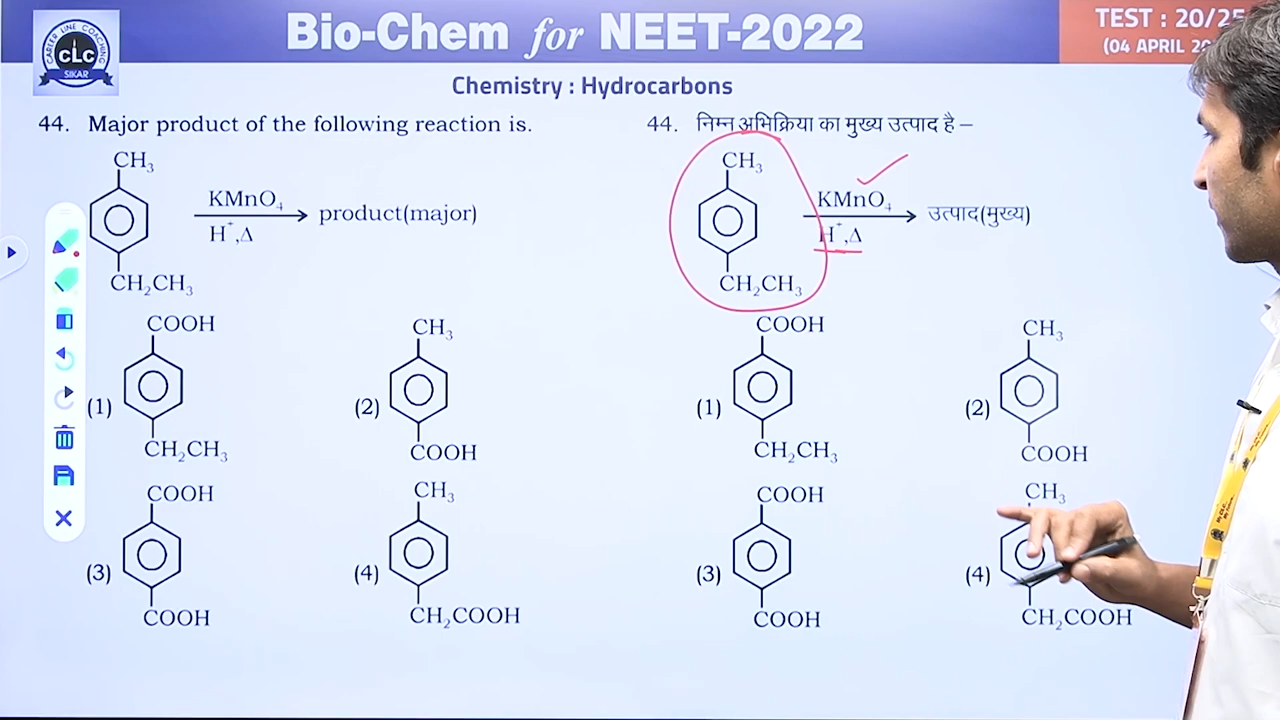 Bio-Chem for NEET-2022
TEST : 20/25
(04 APRIL 20
CAREER LINE COACHING
CLC
SIKAR
Chemistry : Hydrocarbons
44. Major product of the following reaction is.
CH₃
KMnO₄
H⁺,Δ
product(major)
CH₂CH₃
(1)
COOH
CH₂CH₃
(2)
CH₃
COOH
(3)
COOH
COOH
(4)
CH₃
CH₂COOH
44. निम्न अभिक्रिया का मुख्य उत्पाद है –
CH₃
KMnO₄
H⁺,Δ
उत्पाद(मुख्य)
CH₂CH₃
(1)
COOH
CH₂CH₃
(2)
CH₃
COOH
(3)
COOH
COOH
(4)
CH₃
CH₂COOH